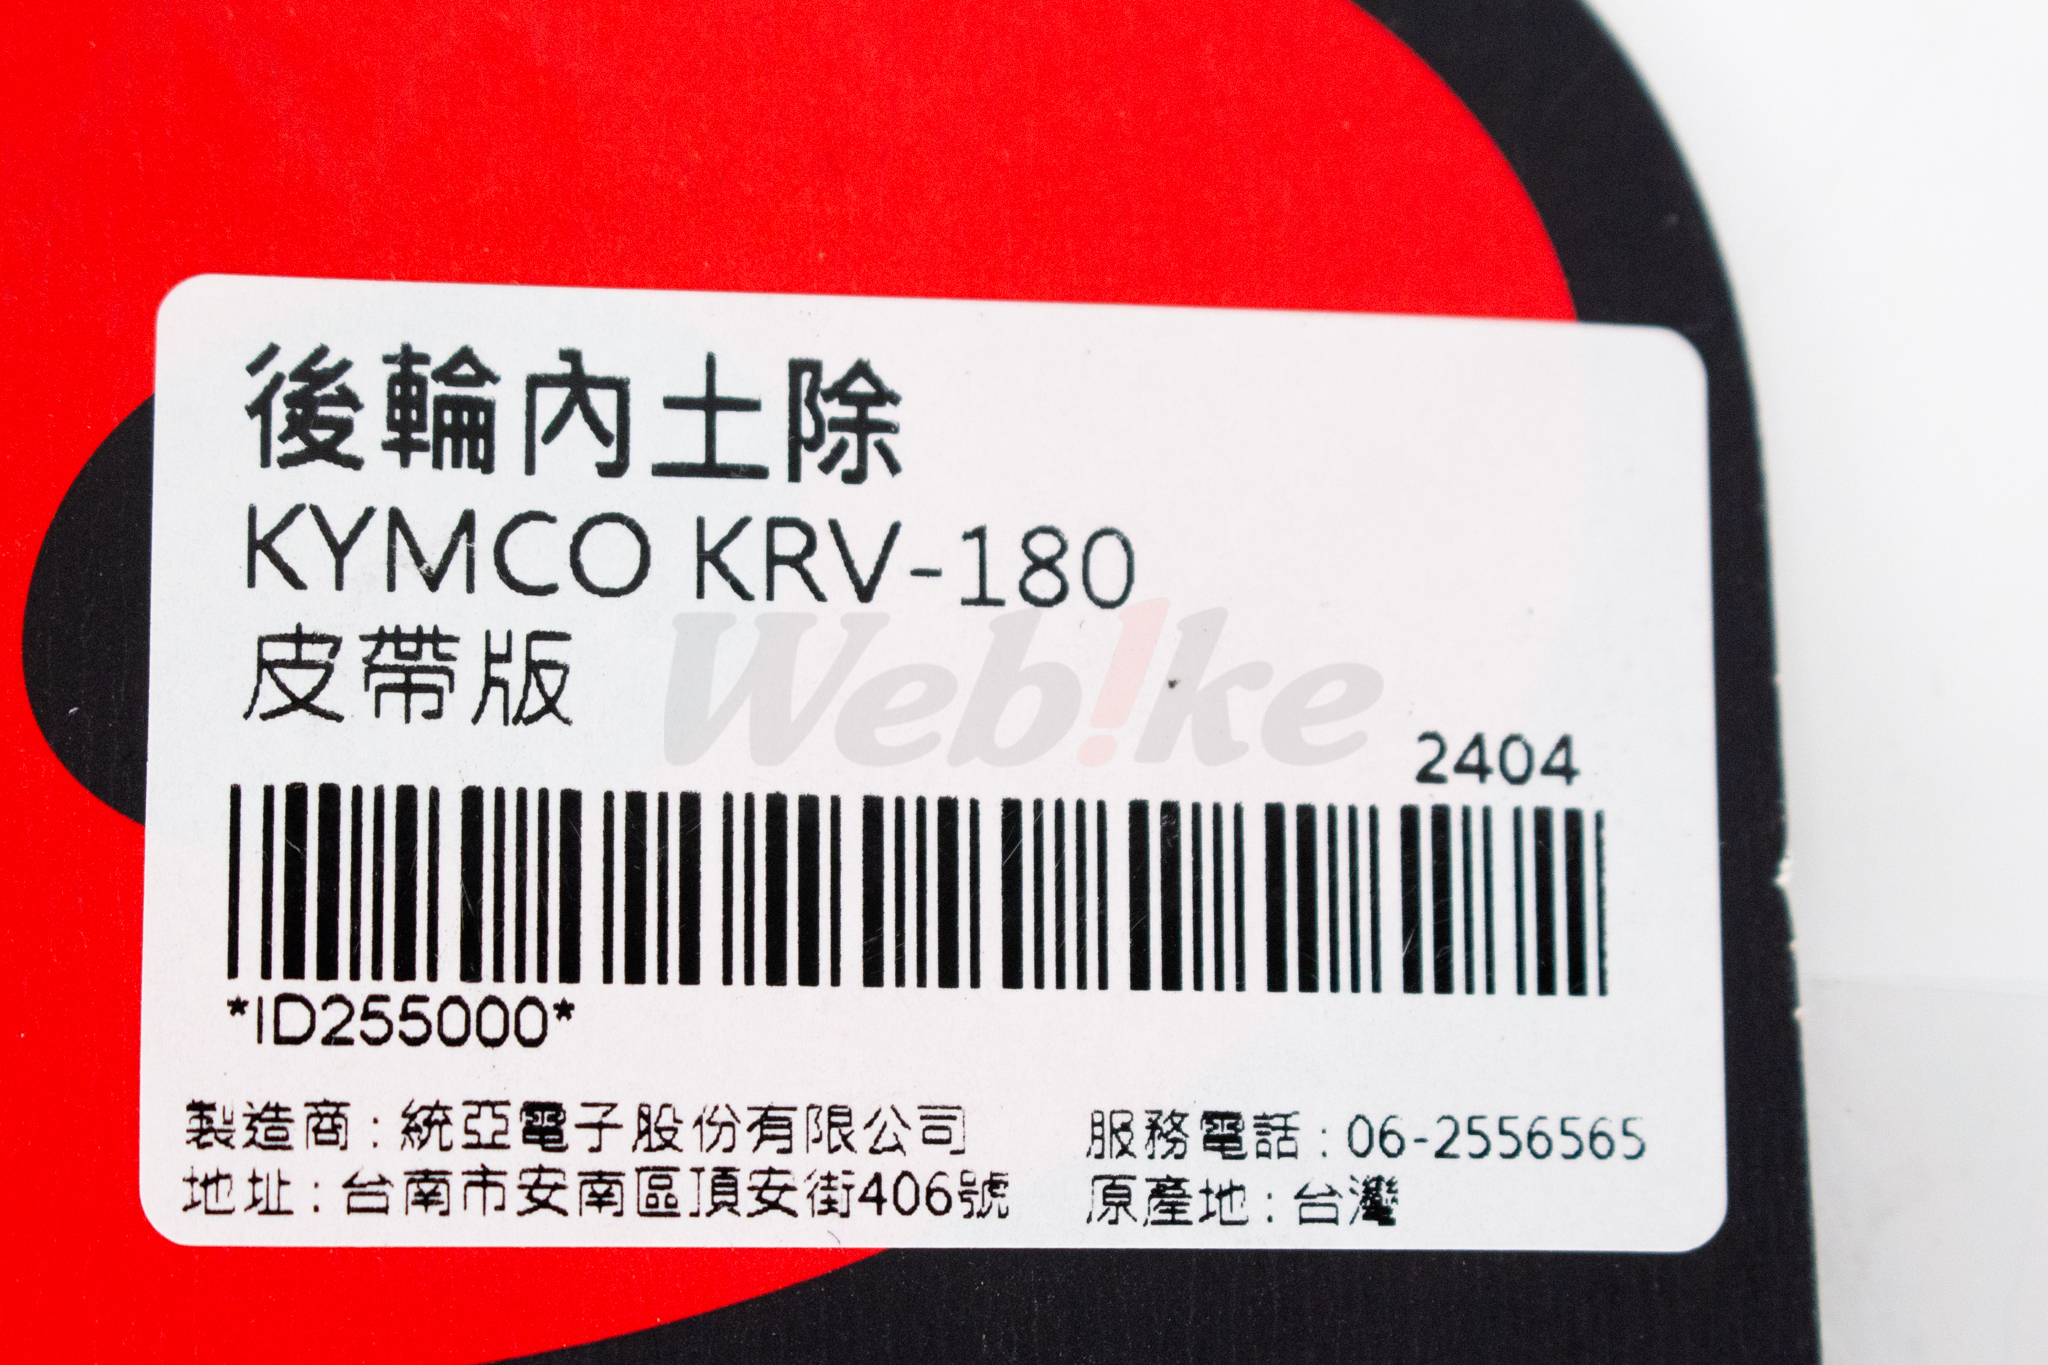 後輪內土除
KYMCO KRV-180
皮帶版
Web!ke
2404
*ID255000*
製造商:統亞電子股份有限公司
服務電話:06-2556565
地址:台南市安南區頂安街406號
原產地:台灣